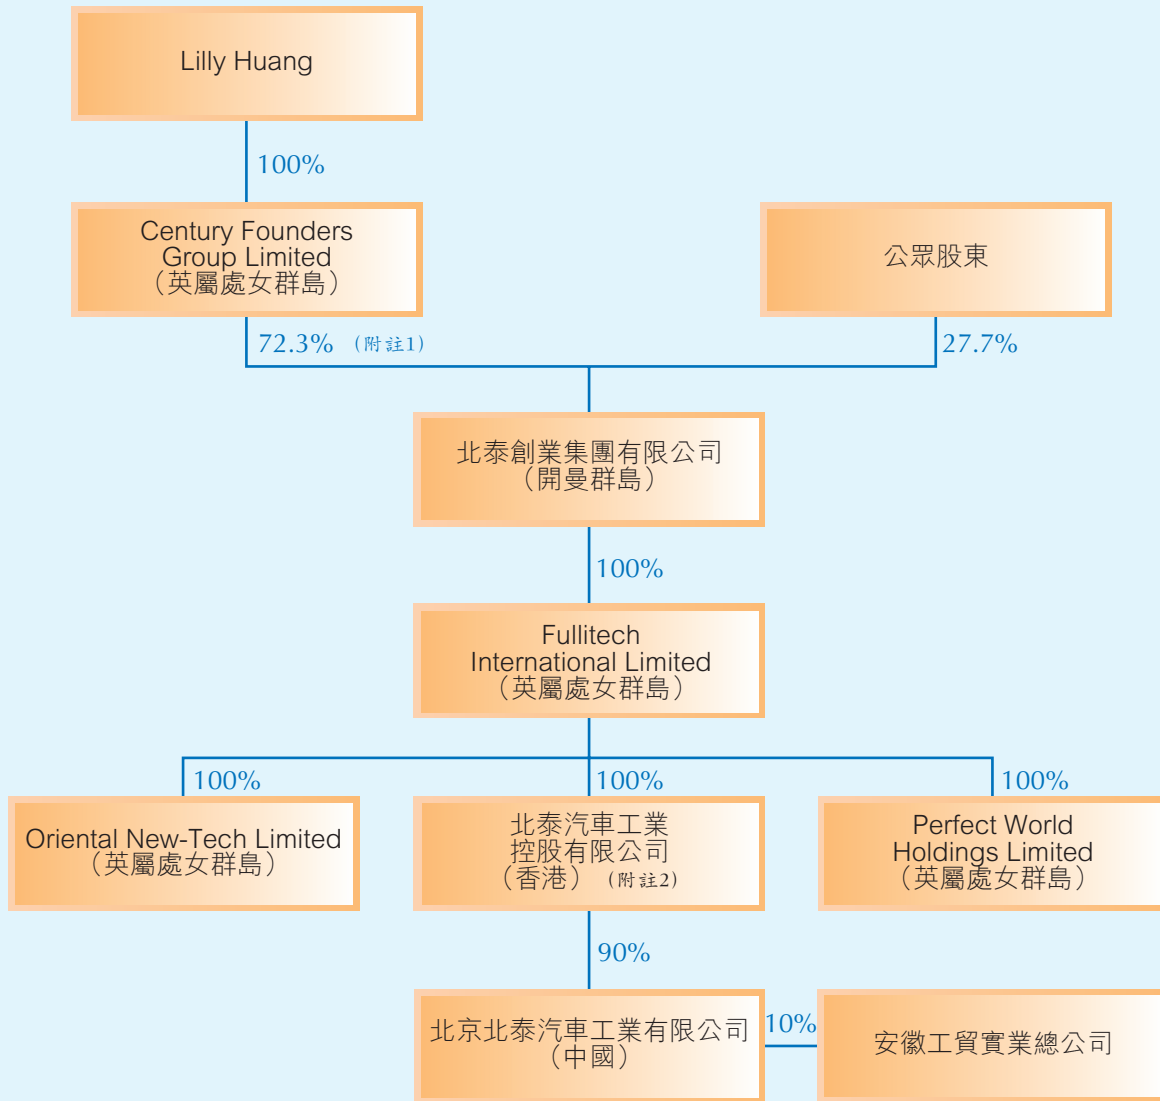 Lilly Huang
100%
Century Founders
Group Limited
（英屬處女群島）
公眾股東
72.3% (附註1)
27.7%
北泰創業集團有限公司
（開曼群島）
100%
Fullitech
International Limited
（英屬處女群島）
100%
100%
100%
Oriental New-Tech Limited
（英屬處女群島）
北泰汽車工業
控股有限公司
（香港） (附註2)
Perfect World
Holdings Limited
（英屬處女群島）
90%
北京北泰汽車工業有限公司
（中國）
10%
安徽工貿實業總公司